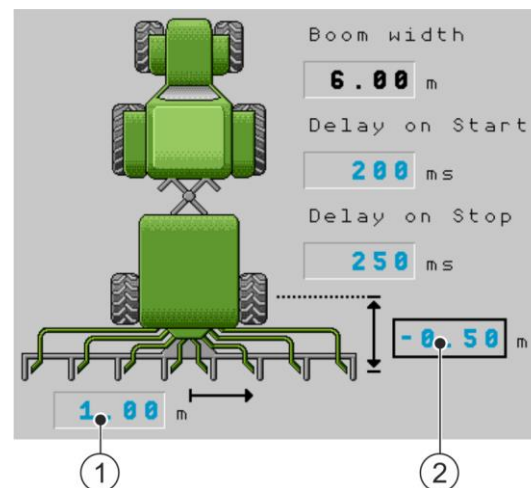 Boom width
6.00 m
Delay on Start
200 ms
Delay on Stop
250 ms
-0.50 m
1.00 m
1
2